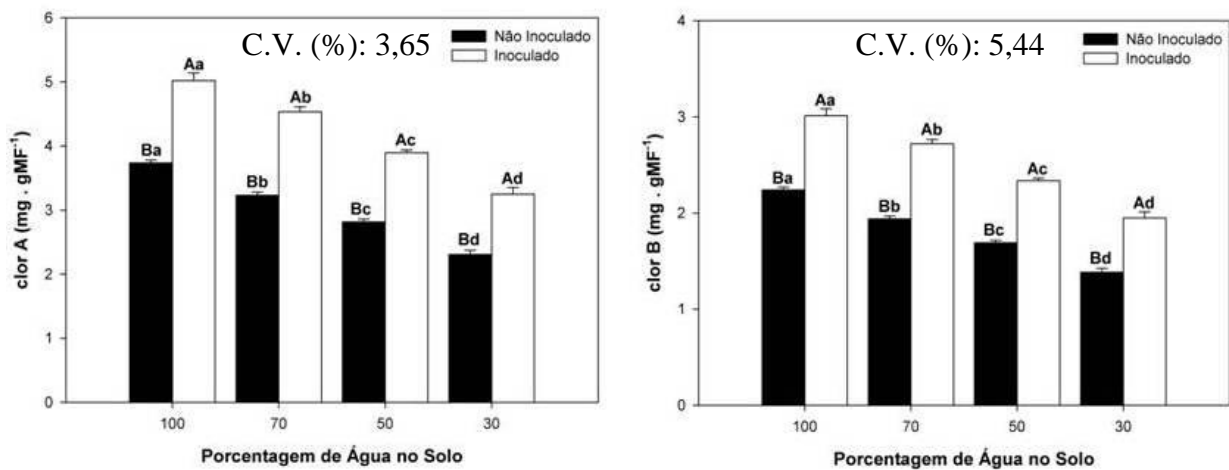 C.V. (%): 3,65
Não Inoculado
Inoculado
6
5
4
3
2
1
0
clor A (mg . gMF⁻¹)
Ba
Aa
Bb
Ab
Bc
Ac
Bd
Ad
100
70
50
30
Porcentagem de Água no Solo
C.V. (%): 5,44
Não Inoculado
Inoculado
4
3
2
1
0
clor B (mg . gMF⁻¹)
Ba
Aa
Bb
Ab
Bc
Ac
Bd
Ad
100
70
50
30
Porcentagem de Água no Solo